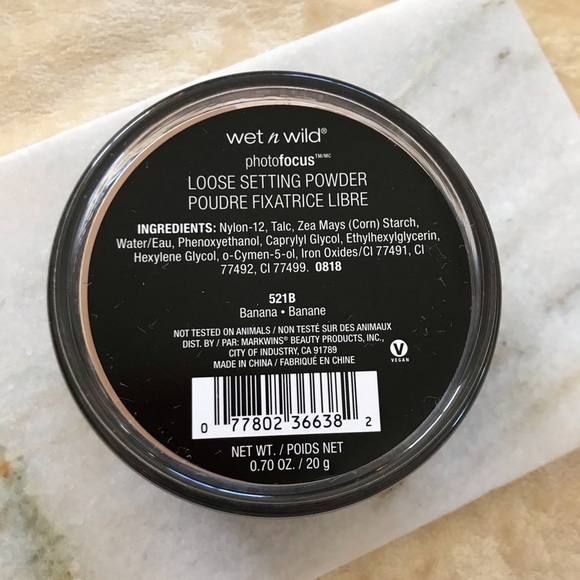 wet n wild®
photofocus™/MC
LOOSE SETTING POWDER
POUDRE FIXATRICE LIBRE
INGREDIENTS: Nylon-12, Talc, Zea Mays (Corn) Starch,
Water/Eau, Phenoxyethanol, Caprylyl Glycol, Ethylhexylglycerin,
Hexylene Glycol, o-Cymen-5-ol, Iron Oxides/CI 77491, CI
77492, CI 77499. 0818
521B
Banana • Banane
NOT TESTED ON ANIMALS / NON TESTÉ SUR DES ANIMAUX
DIST. BY / PAR: MARKWINS® BEAUTY PRODUCTS, INC.,
CITY OF INDUSTRY, CA 91789
MADE IN CHINA / FABRIQUÉ EN CHINE
V
VEGAN
0 77802 36638 2
NET WT. / POIDS NET
0.70 OZ. / 20 g